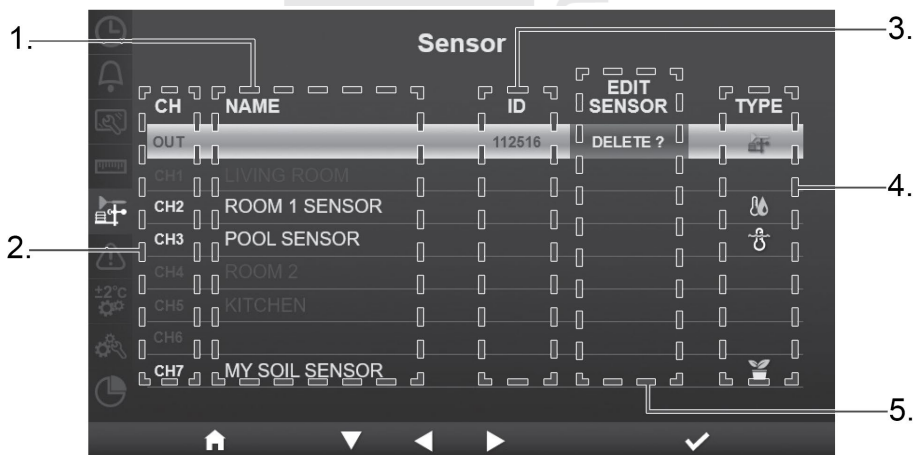 1.
Sensor
3.
CH NAME ID EDIT SENSOR TYPE
OUT 112516 DELETE ?
CH1 LIVING ROOM
4.
CH2 ROOM 1 SENSOR
2.
CH3 POOL SENSOR
CH4 ROOM 2
±2°C
CH5 KITCHEN
CH6
CH7 MY SOIL SENSOR
5.